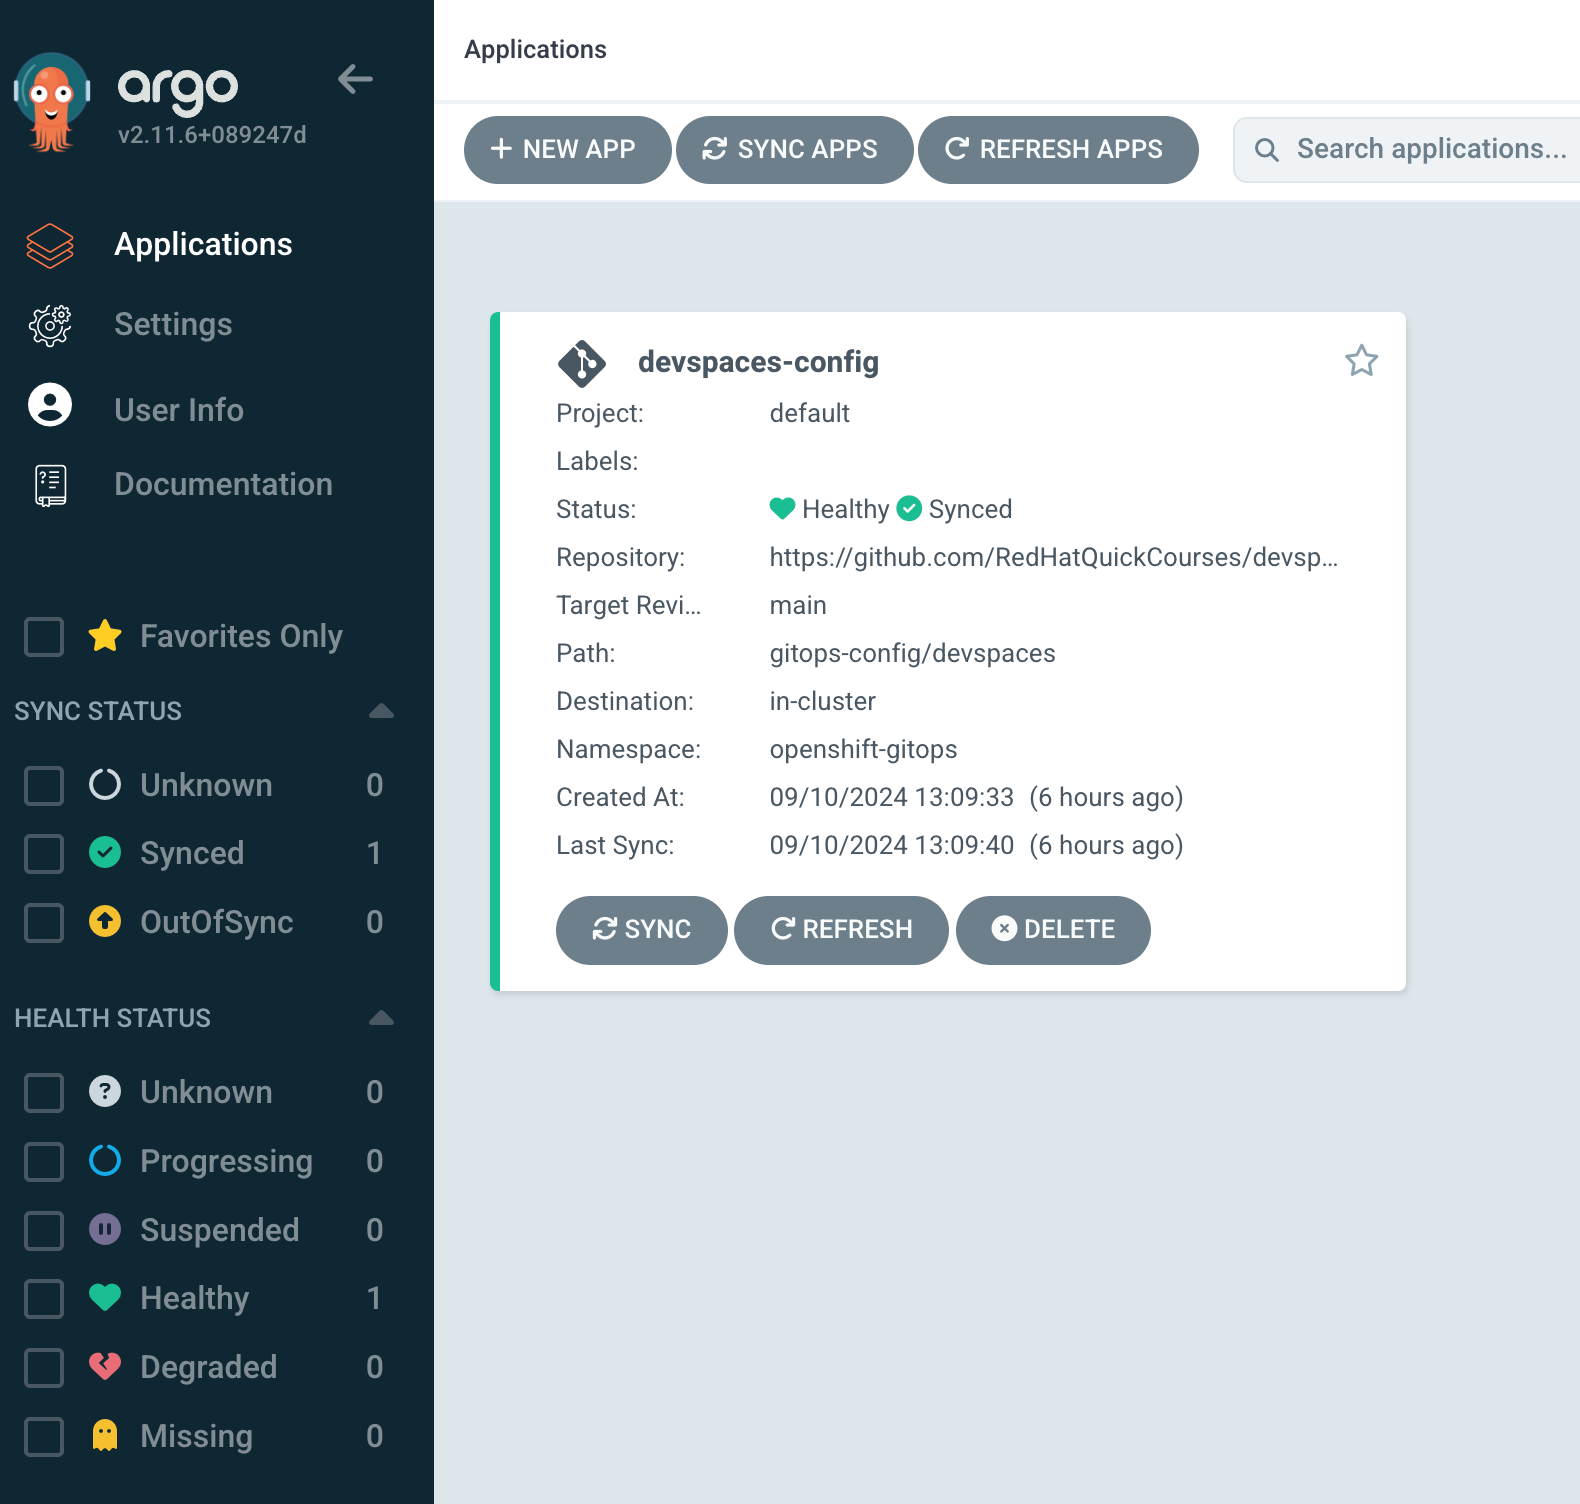 argo
v2.11.6+089247d
Applications
Settings
User Info
Documentation
Favorites Only
SYNC STATUS
Unknown 0
Synced 1
OutOfSync 0
HEALTH STATUS
Unknown 0
Progressing 0
Suspended 0
Healthy 1
Degraded 0
Missing 0
Applications
NEW APP SYNC APPS REFRESH APPS Search applications...
devspaces-config
Project: default
Labels:
Status: Healthy Synced
Repository: https://github.com/RedHatQuickCourses/devsp...
Target Revi... main
Path: gitops-config/devspaces
Destination: in-cluster
Namespace: openshift-gitops
Created At: 09/10/2024 13:09:33 (6 hours ago)
Last Sync: 09/10/2024 13:09:40 (6 hours ago)
SYNC REFRESH DELETE